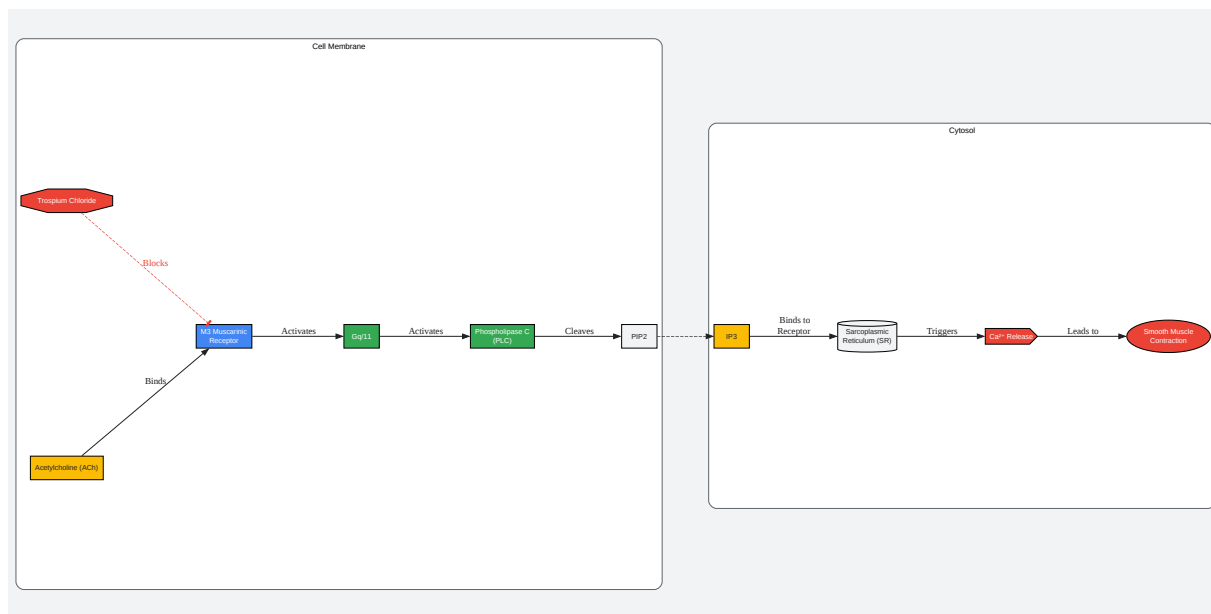 Cell Membrane
Cytosol
Trospium Chloride
Blocks
M3 Muscarinic
Receptor
Activates
Gq/11
Activates
Phospholipase C
(PLC)
Cleaves
PIP2
IP3
Binds to
Receptor
Sarcoplasmic
Reticulum (SR)
Triggers
Ca²⁺ Release
Leads to
Smooth Muscle
Contraction
Binds
Acetylcholine (ACh)